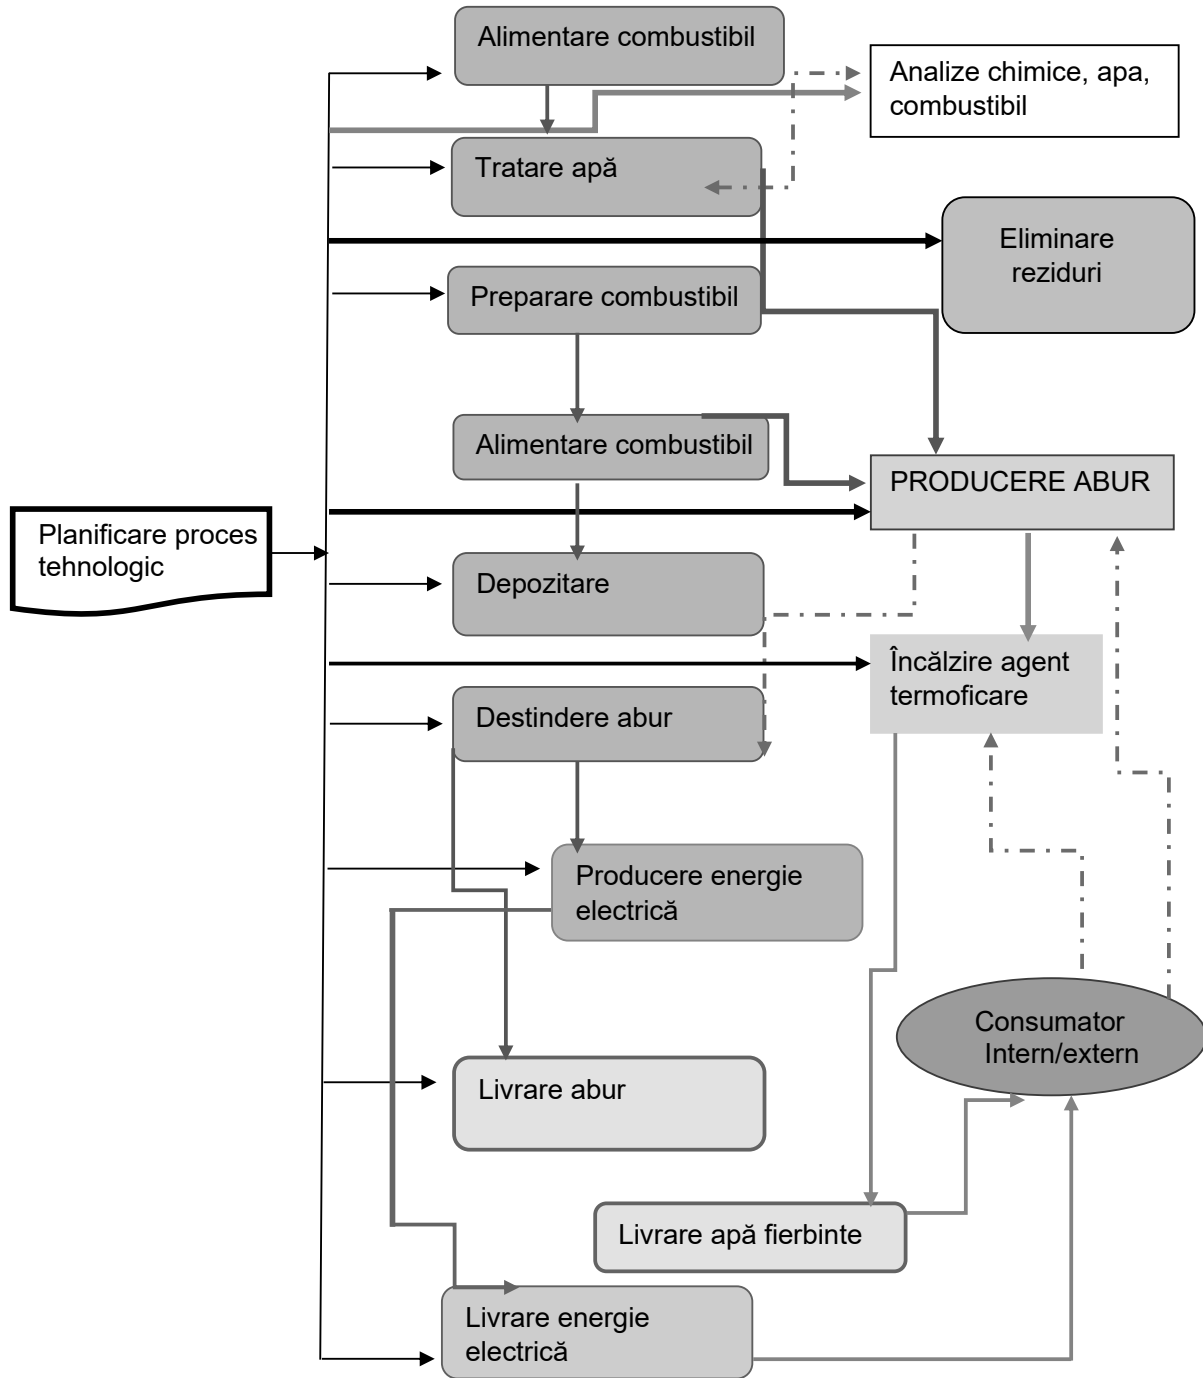 Alimentare combustibil
Analize chimice, apa,
combustibil
Tratare apă
Eliminare
reziduri
Preparare combustibil
Alimentare combustibil
PRODUCERE ABUR
Planificare proces
tehnologic
Depozitare
Încălzire agent
termoficare
Destindere abur
Producere energie
electrică
Consumator
Intern/extern
Livrare abur
Livrare apă fierbinte
Livrare energie
electrică